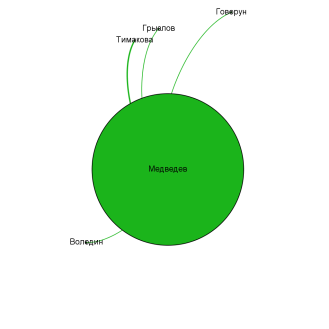 Говорун
Грызлов
Тимакова
Медведев
Володин